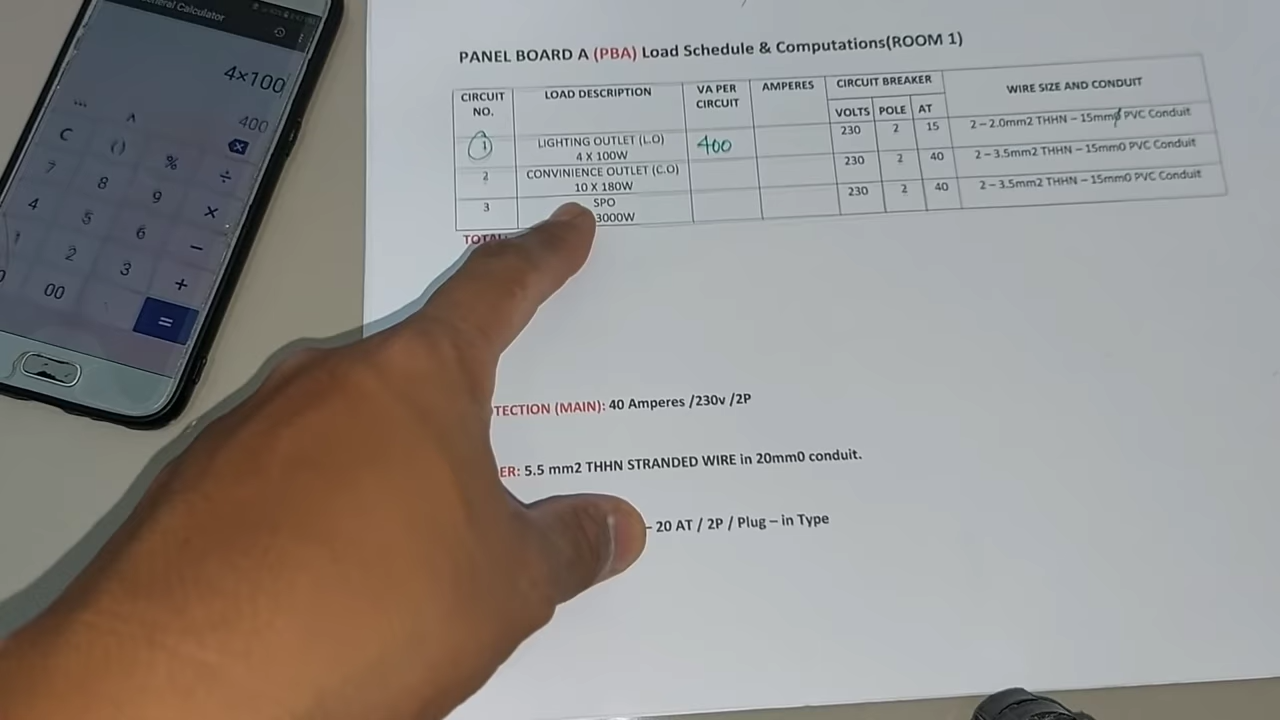 General Calculator
4×100
400
C
()
%
÷
7
8
9
×
4
5
6
−
1
2
3
+
00
=
PANEL BOARD A (PBA) Load Schedule & Computations(ROOM 1)
CIRCUIT NO. LOAD DESCRIPTION VA PER CIRCUIT AMPERES CIRCUIT BREAKER WIRE SIZE AND CONDUIT
VOLTS POLE AT
1 LIGHTING OUTLET (L.O) 400 230 2 15 2-2.0mm2 THHN – 15mmø PVC Conduit
4 X 100W
2 CONVINIENCE OUTLET (C.O) 230 2 40 2 – 3.5mm2 THHN – 15mm0 PVC Conduit
10 X 180W
3 SPO 230 2 40 2 – 3.5mm2 THHN – 15mm0 PVC Conduit
3000W
TOTAL
TECTION (MAIN): 40 Amperes /230v /2P
ER: 5.5 mm2 THHN STRANDED WIRE in 20mm0 conduit.
– 20 AT / 2P / Plug – in Type